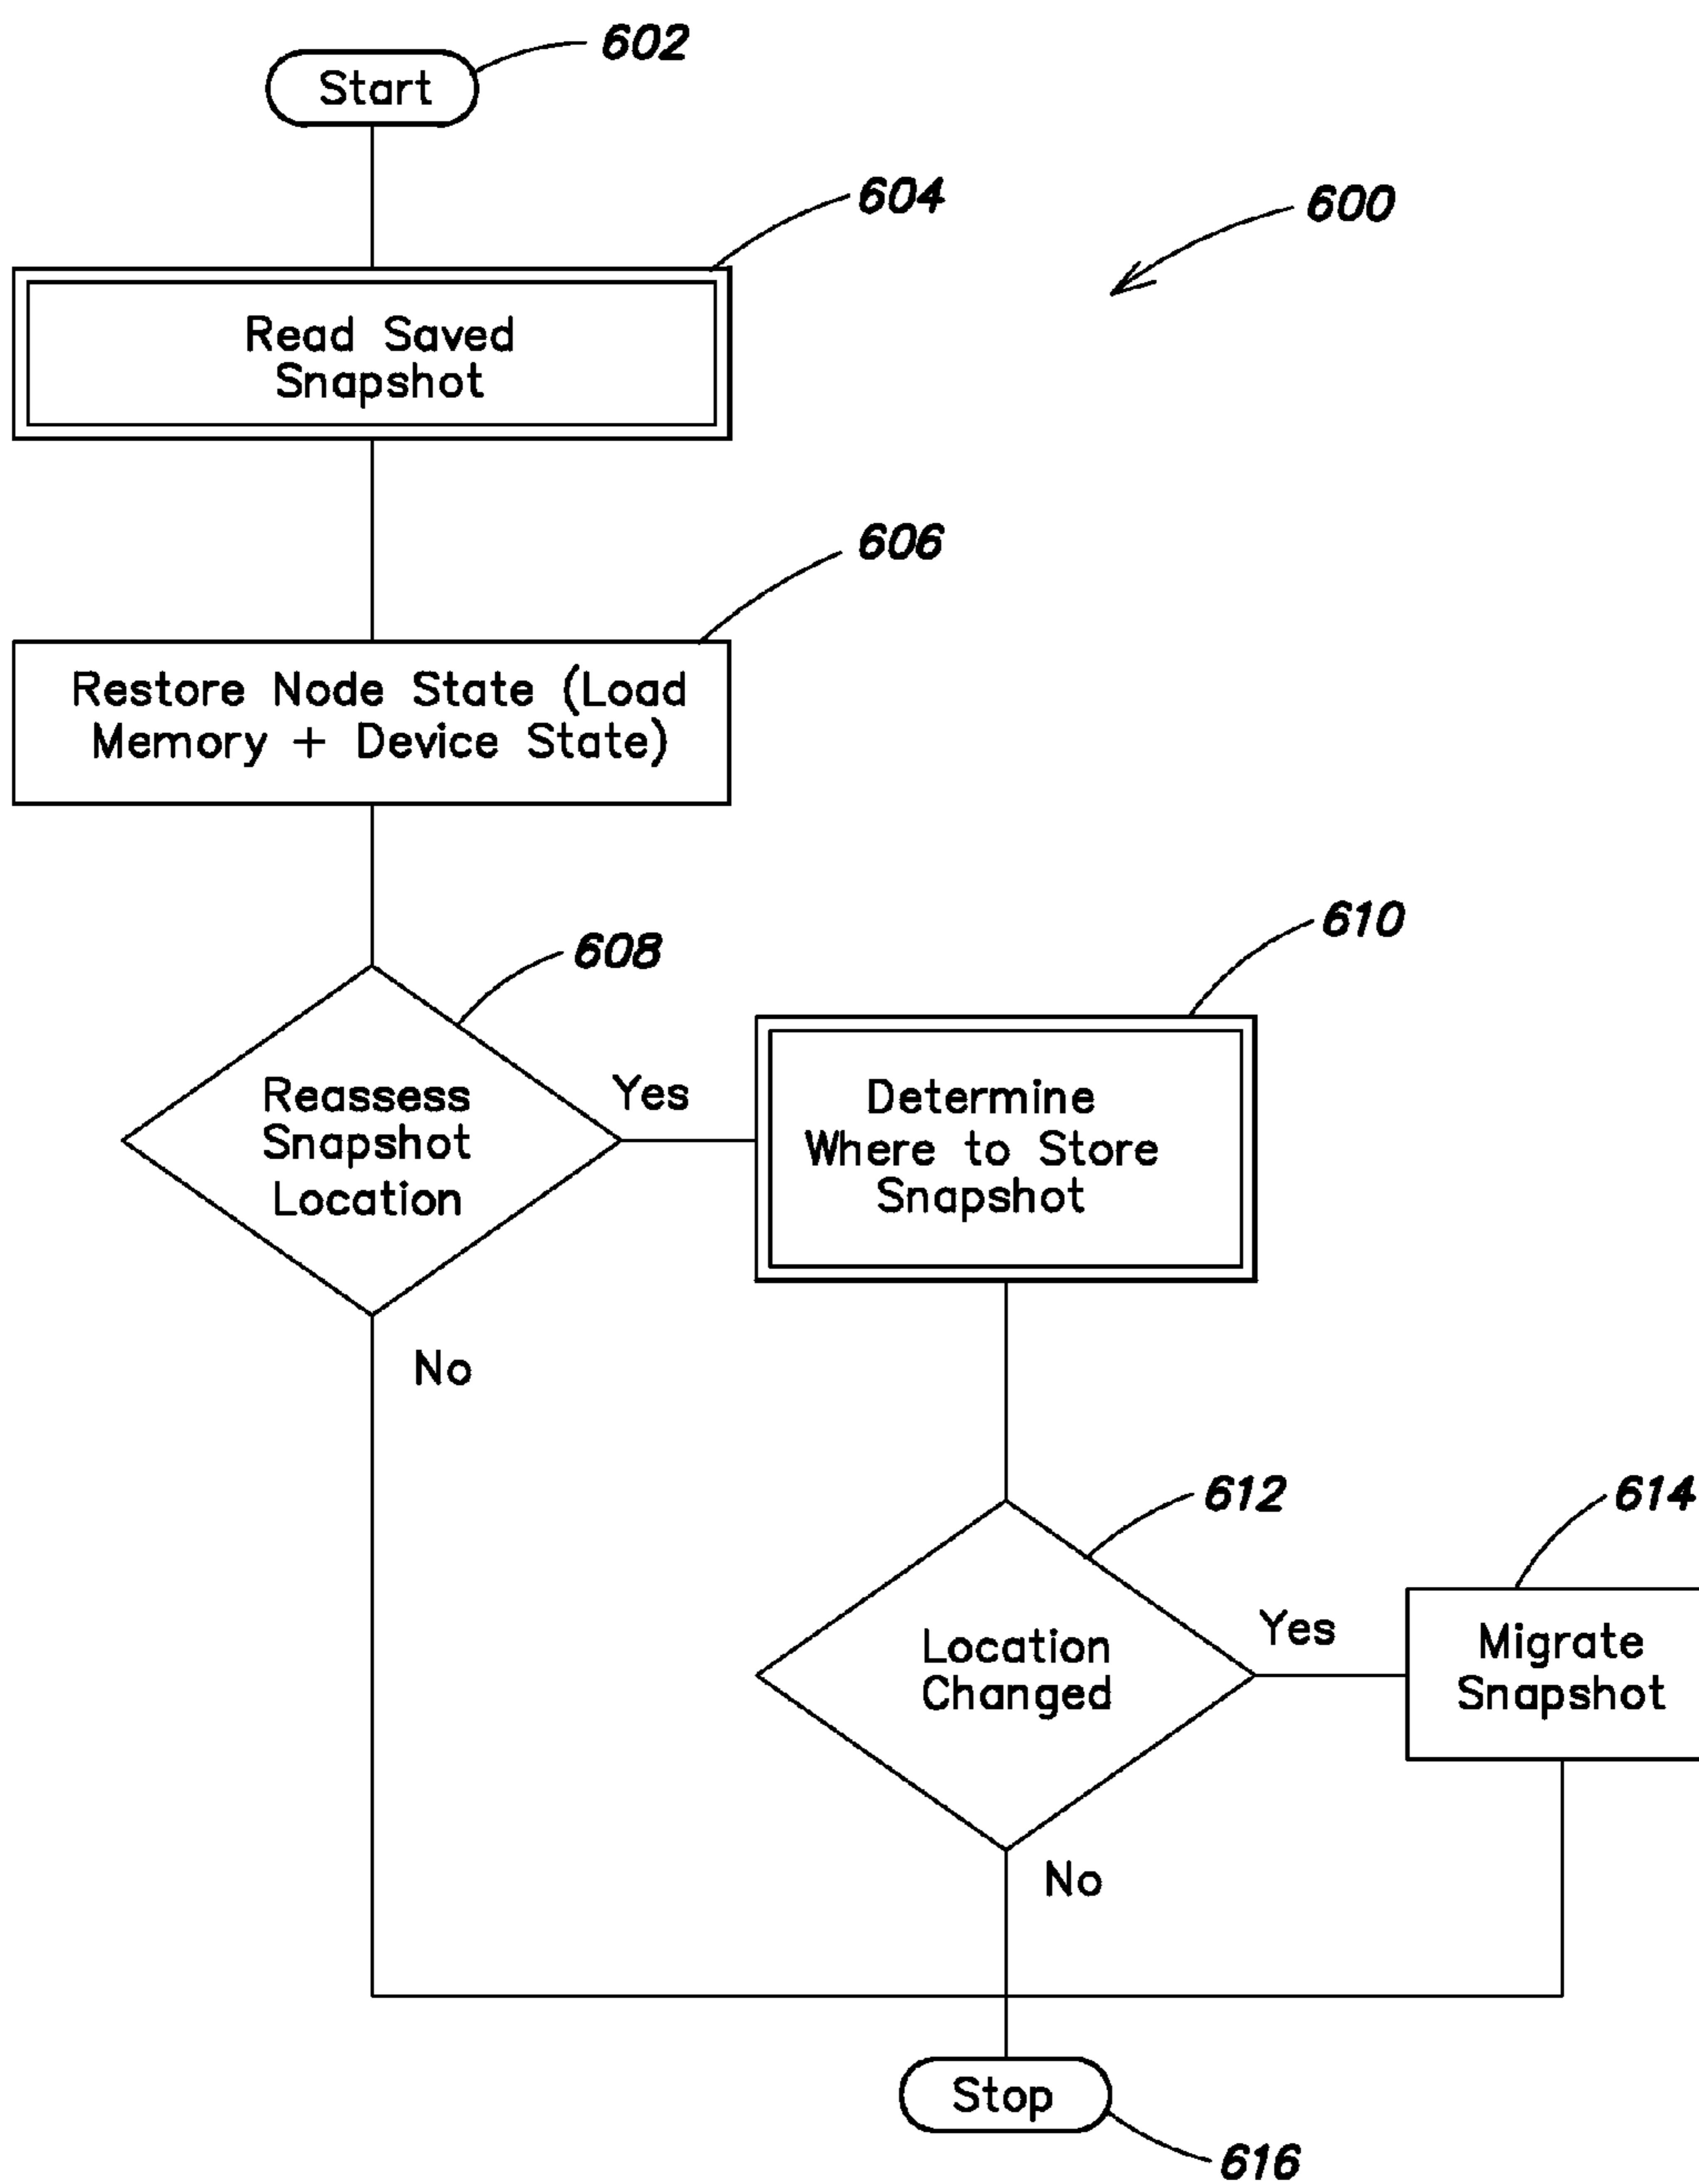 602
Start
604
600
Read Saved
Snapshot
606
Restore Node State (Load
Memory + Device State)
608
610
Reassess
Snapshot
Location
Yes
Determine
Where to Store
Snapshot
No
612
614
Location
Changed
Yes
Migrate
Snapshot
No
Stop
616